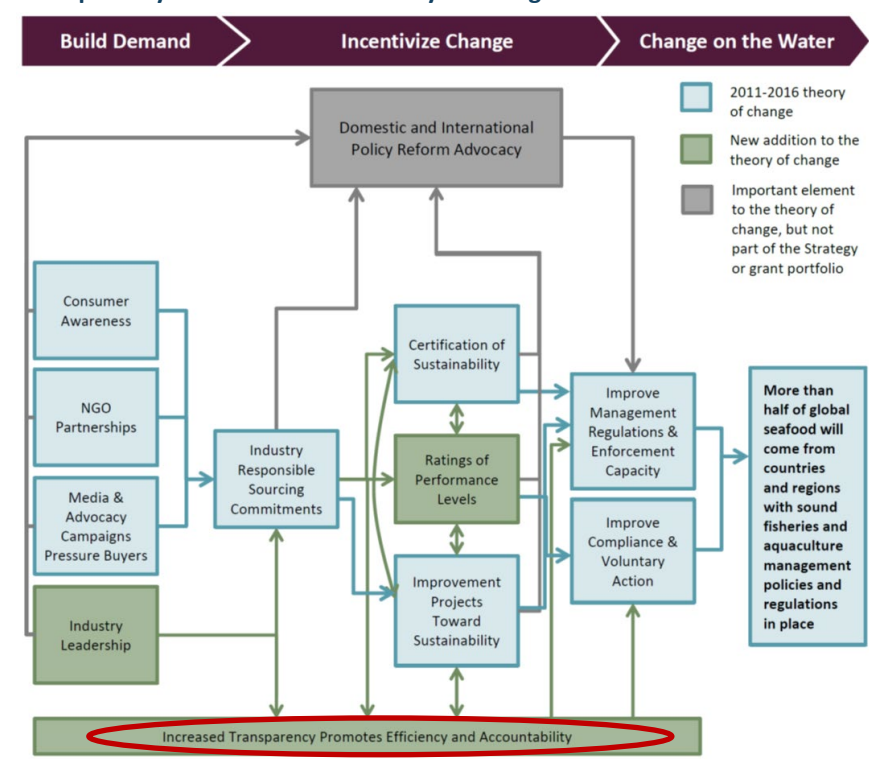 Build Demand
Incentivize Change
Change on the Water
2011-2016 theory
of change
New addition to the
theory of change
Important element
to the theory of
change, but not
part of the Strategy
or grant portfolio
Domestic and International
Policy Reform Advocacy
Consumer
Awareness
NGO
Partnerships
Media &
Advocacy
Campaigns
Pressure Buyers
Industry
Leadership
Industry
Responsible
Sourcing
Commitments
Certification of
Sustainability
Ratings of
Performance
Levels
Improvement
Projects
Toward
Sustainability
Improve
Management
Regulations &
Enforcement
Capacity
Improve
Compliance &
Voluntary
Action
More than
half of global
seafood will
come from
countries
and regions
with sound
fisheries and
aquaculture
management
policies and
regulations
in place
Increased Transparency Promotes Efficiency and Accountability